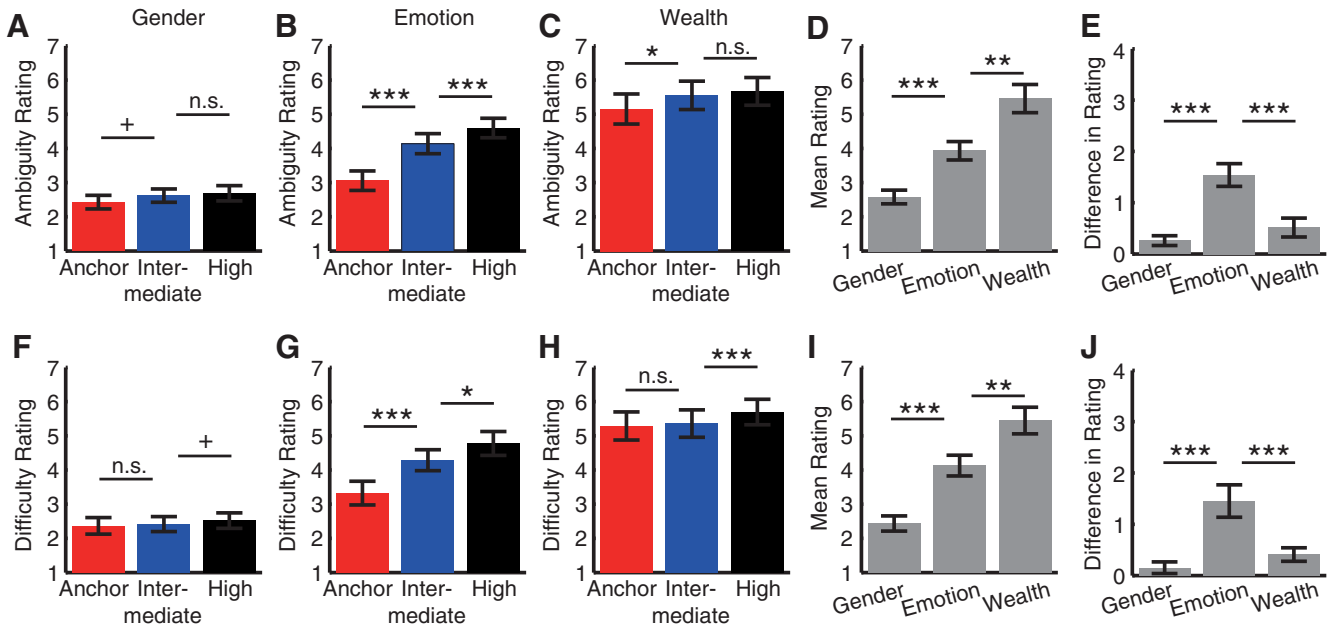 A Gender
Ambiguity Rating
7
6
5
4
3
2
1
+
n.s.
Anchor Inter- High
mediate
B Emotion
Ambiguity Rating
7
6
5
4
3
2
1
***
***
Anchor Inter- High
mediate
C Wealth
Ambiguity Rating
7
6
5
4
3
2
1
*
n.s.
Anchor Inter- High
mediate
D
Mean Rating
7
6
5
4
3
2
1
***
**
Gender Emotion Wealth
E
Difference in Rating
4
3
2
1
0
***
***
Gender Emotion Wealth
F
Difficulty Rating
7
6
5
4
3
2
1
n.s.
+
Anchor Inter- High
mediate
G
Difficulty Rating
7
6
5
4
3
2
1
***
*
Anchor Inter- High
mediate
H
Difficulty Rating
7
6
5
4
3
2
1
n.s.
***
Anchor Inter- High
mediate
I
Mean Rating
7
6
5
4
3
2
1
***
**
Gender Emotion Wealth
J
Difference in Rating
4
3
2
1
0
***
***
Gender Emotion Wealth